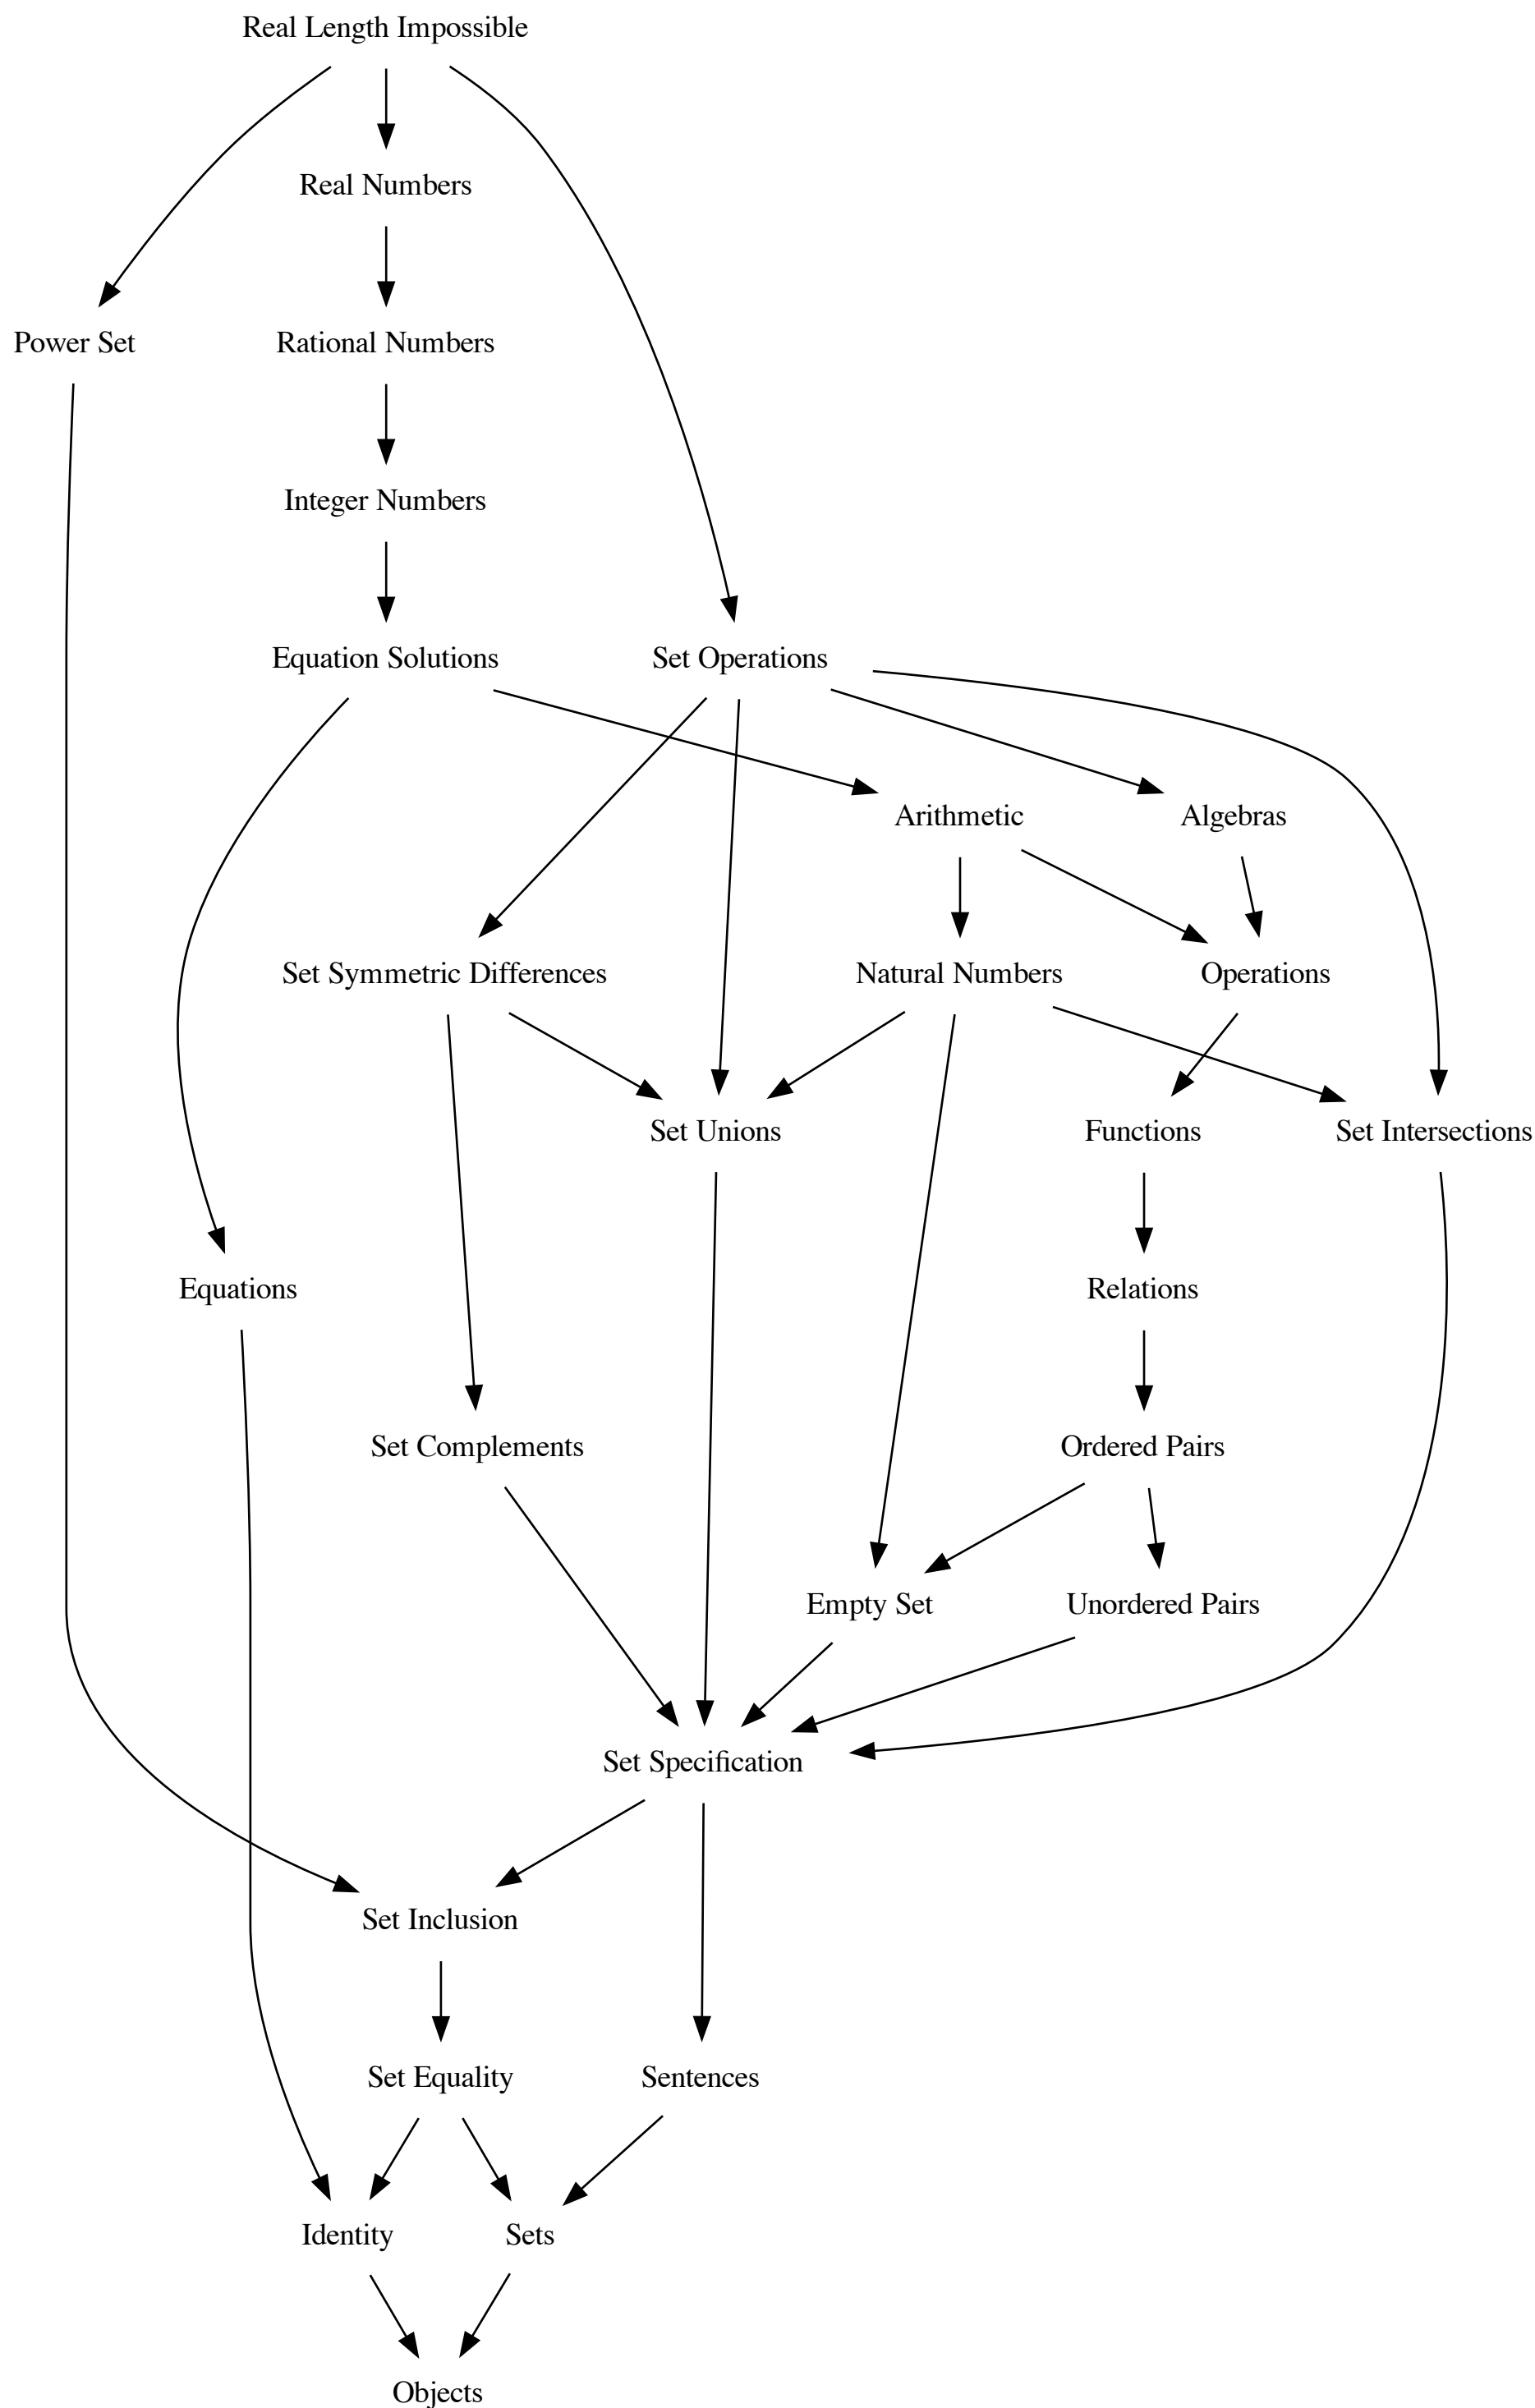 Real Length Impossible
Real Numbers
Power Set
Rational Numbers
Integer Numbers
Equation Solutions
Set Operations
Arithmetic
Algebras
Set Symmetric Differences
Natural Numbers
Operations
Set Unions
Functions
Set Intersections
Equations
Relations
Set Complements
Ordered Pairs
Empty Set
Unordered Pairs
Set Specification
Set Inclusion
Set Equality
Sentences
Identity
Sets
Objects